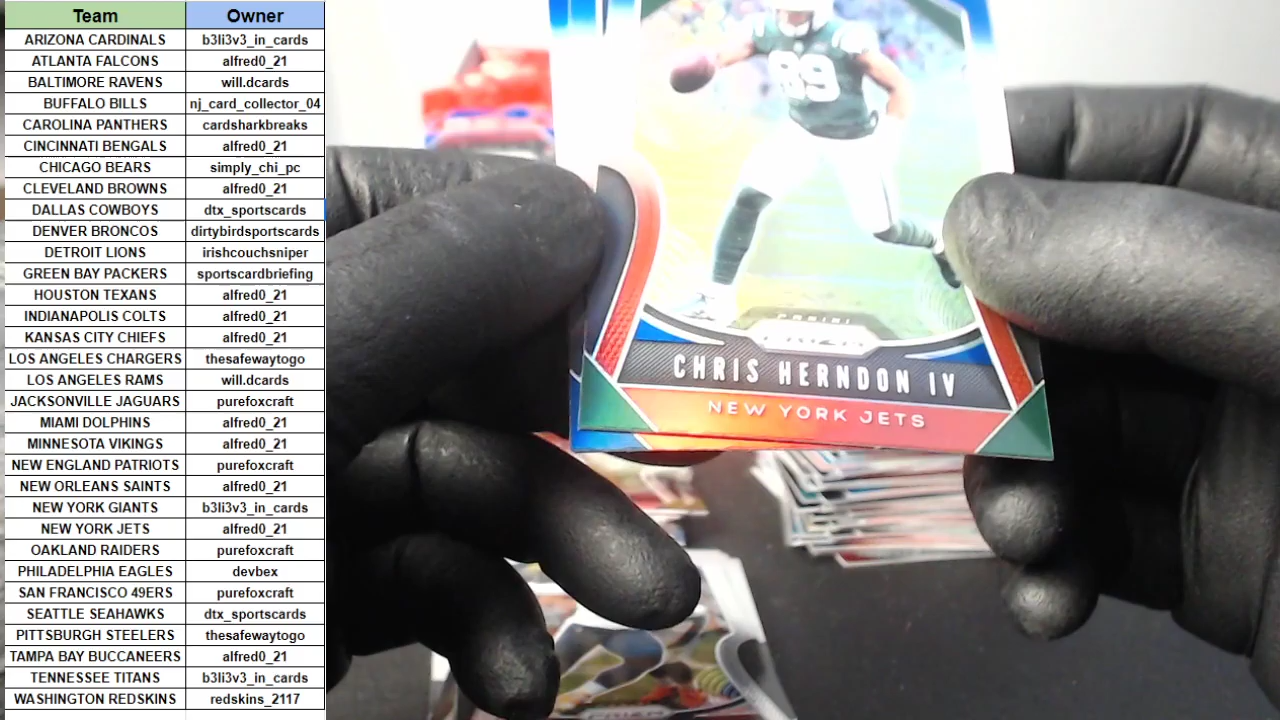 Team Owner
ARIZONA CARDINALS b3li3v3_in_cards
ATLANTA FALCONS alfred0_21
BALTIMORE RAVENS will.dcards
BUFFALO BILLS nj_card_collector_04
CAROLINA PANTHERS cardsharkbreaks
CINCINNATI BENGALS alfred0_21
CHICAGO BEARS simply_chi_pc
CLEVELAND BROWNS alfred0_21
DALLAS COWBOYS dtx_sportscards
DENVER BRONCOS dirtybirdsportscards
DETROIT LIONS irishcouchsniper
GREEN BAY PACKERS sportscardbriefing
HOUSTON TEXANS alfred0_21
INDIANAPOLIS COLTS alfred0_21
KANSAS CITY CHIEFS alfred0_21
LOS ANGELES CHARGERS thesafewaytogo
LOS ANGELES RAMS will.dcards
JACKSONVILLE JAGUARS purefoxcraft
MIAMI DOLPHINS alfred0_21
MINNESOTA VIKINGS alfred0_21
NEW ENGLAND PATRIOTS purefoxcraft
NEW ORLEANS SAINTS alfred0_21
NEW YORK GIANTS b3li3v3_in_cards
NEW YORK JETS alfred0_21
OAKLAND RAIDERS purefoxcraft
PHILADELPHIA EAGLES devbex
SAN FRANCISCO 49ERS purefoxcraft
SEATTLE SEAHAWKS dtx_sportscards
PITTSBURGH STEELERS thesafewaytogo
TAMPA BAY BUCCANEERS alfred0_21
TENNESSEE TITANS b3li3v3_in_cards
WASHINGTON REDSKINS redskins_2117
89
PANINI
PRIZM
CHRIS HERNDON IV
NEW YORK JETS
PRIZM